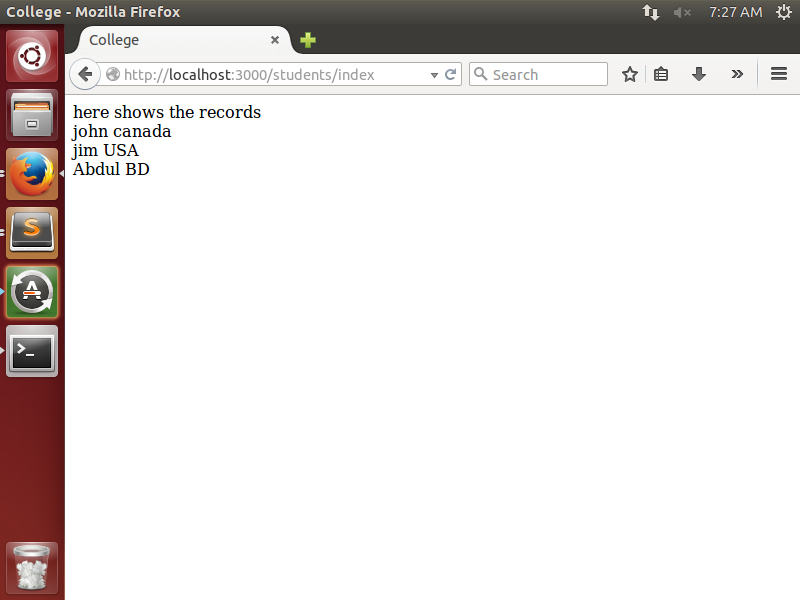 College - Mozilla Firefox
7:27 AM
College
http://localhost:3000/students/index
Search
here shows the records
john canada
jim USA
Abdul BD